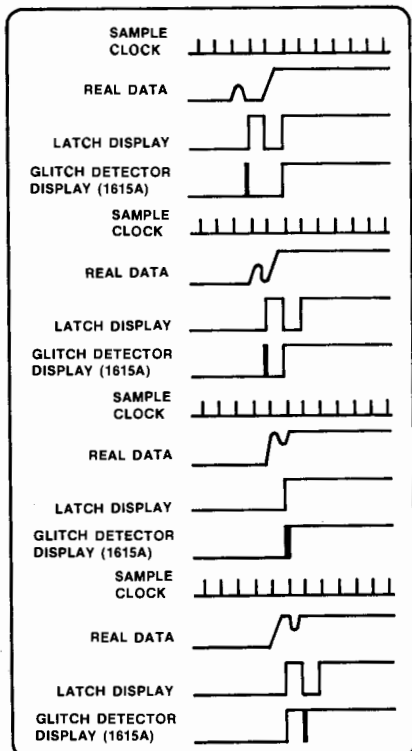 SAMPLE
CLOCK
REAL DATA
LATCH DISPLAY
GLITCH DETECTOR
DISPLAY (1615A)
SAMPLE
CLOCK
REAL DATA
LATCH DISPLAY
GLITCH DETECTOR
DISPLAY (1615A)
SAMPLE
CLOCK
REAL DATA
LATCH DISPLAY
GLITCH DETECTOR
DISPLAY (1615A)
SAMPLE
CLOCK
REAL DATA
LATCH DISPLAY
GLITCH DETECTOR
DISPLAY (1615A)